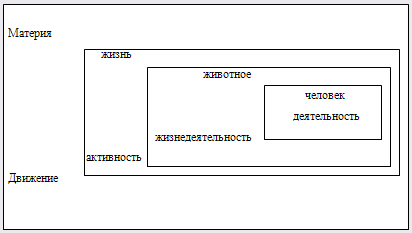 Материя
жизнь
животное
человек
деятельность
жизнедеятельность
активность
Движение